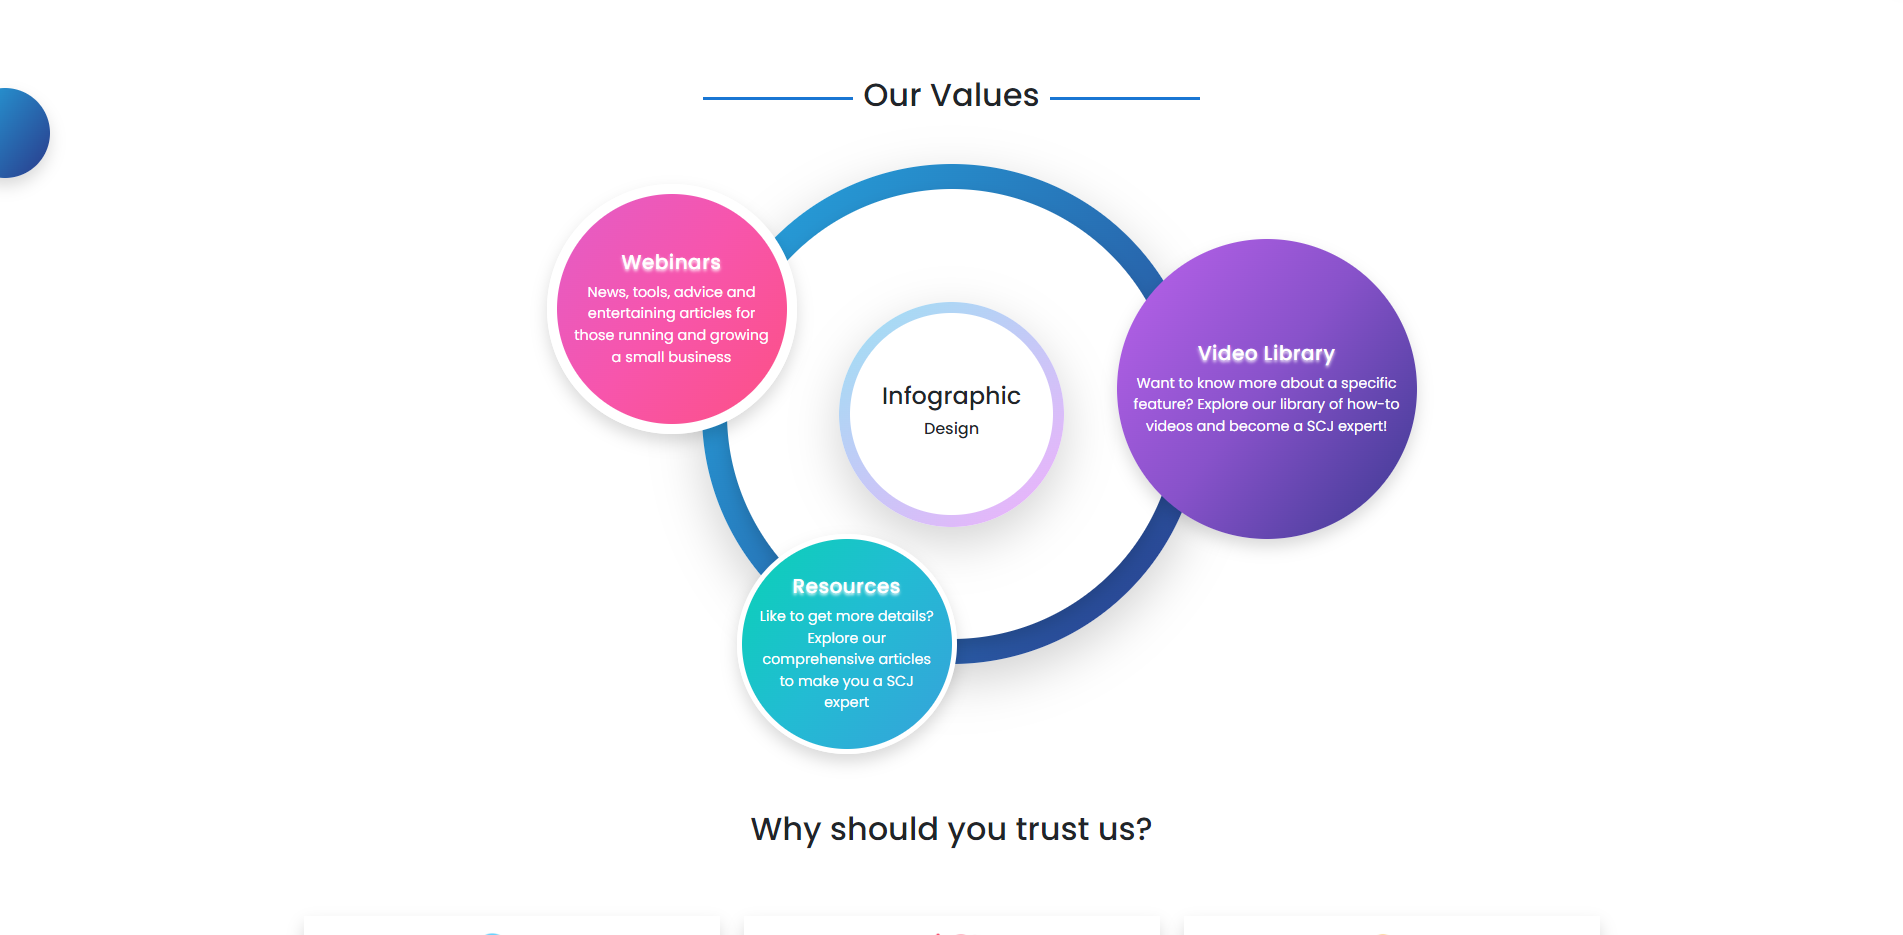 Our Values
Webinars
News, tools, advice and
entertaining articles for
those running and growing
a small business
Video Library
Want to know more about a specific
feature? Explore our library of how-to
videos and become a SCJ expert!
Infographic
Design
Resources
Like to get more details?
Explore our
comprehensive articles
to make you a SCJ
expert
Why should you trust us?